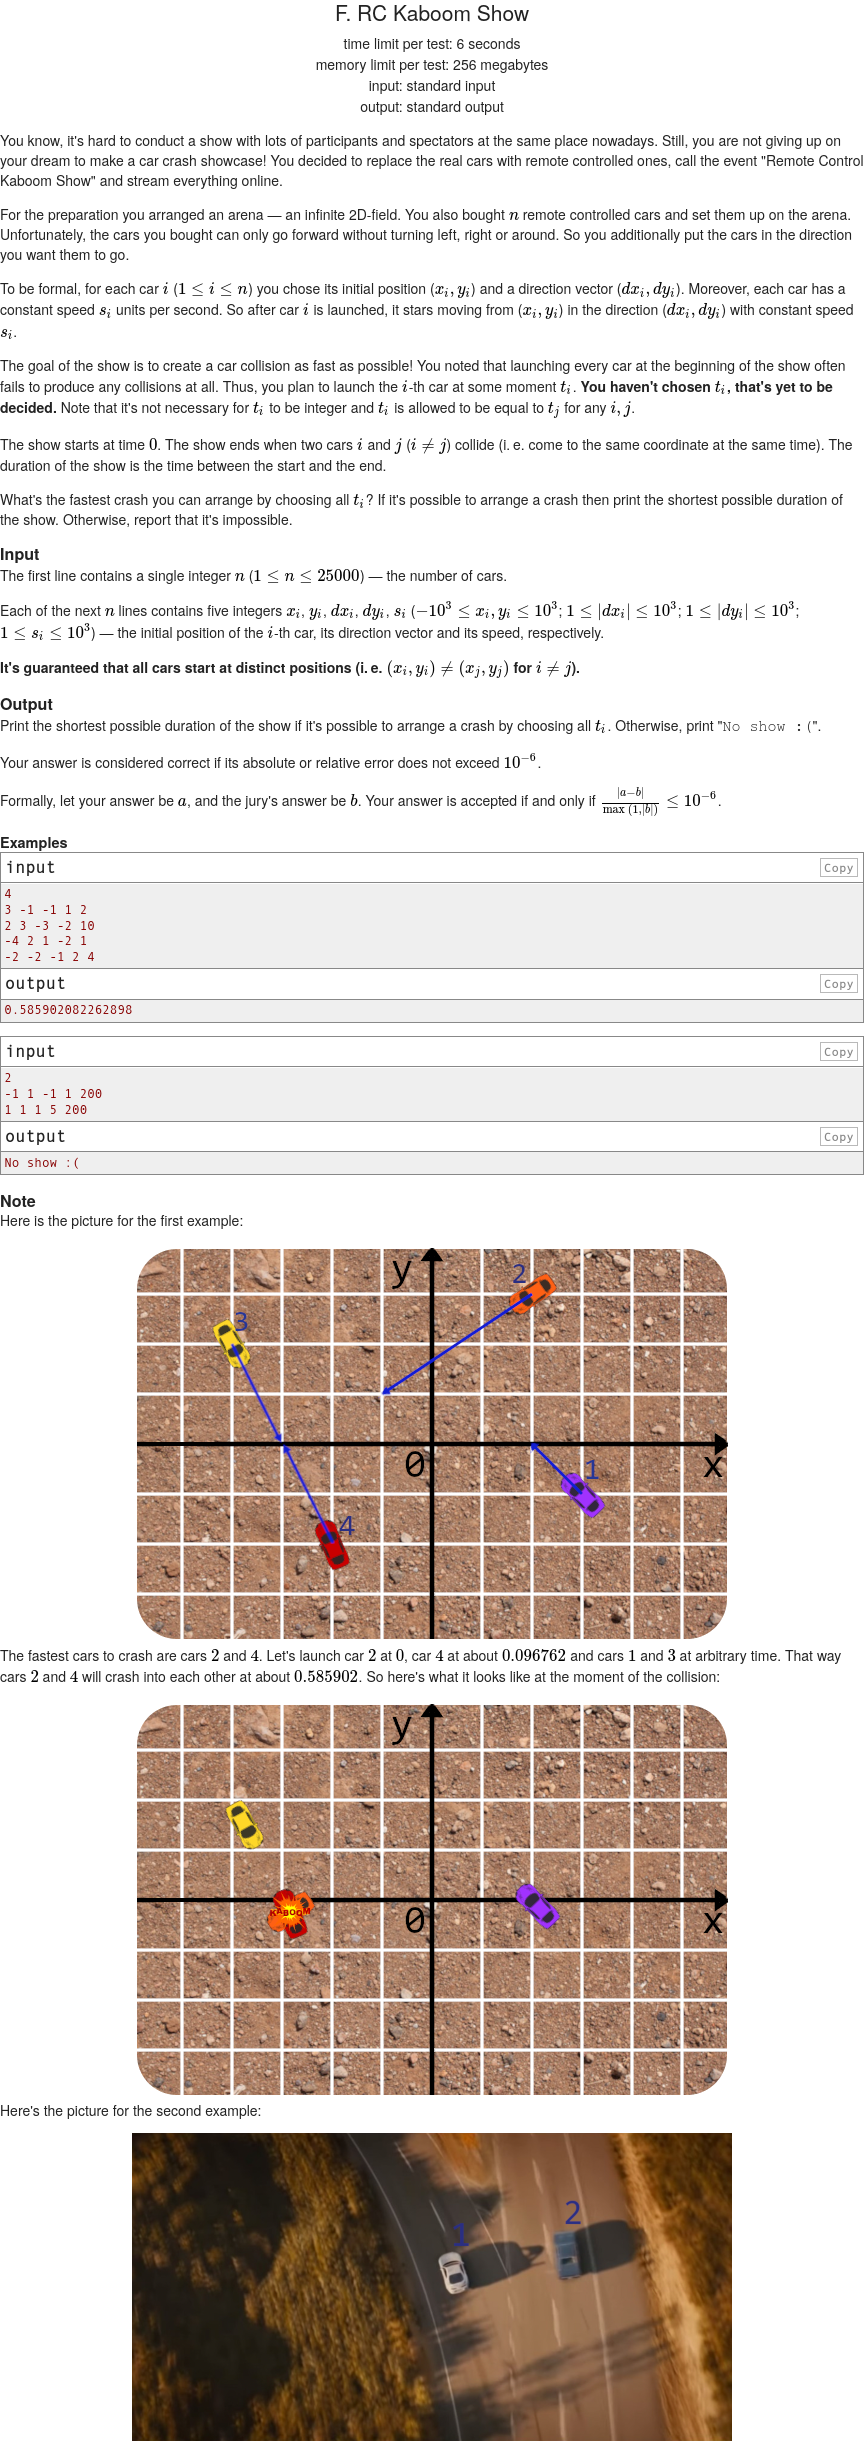 F. RC Kaboom Show
time limit per test: 6 seconds
memory limit per test: 256 megabytes
input: standard input
output: standard output
You know, it's hard to conduct a show with lots of participants and spectators at the same place nowadays. Still, you are not giving up on
your dream to make a car crash showcase! You decided to replace the real cars with remote controlled ones, call the event "Remote Control
Kaboom Show" and stream everything online.
For the preparation you arranged an arena — an infinite 2D-field. You also bought n remote controlled cars and set them up on the arena.
Unfortunately, the cars you bought can only go forward without turning left, right or around. So you additionally put the cars in the direction
you want them to go.
To be formal, for each car i (1 ≤ i ≤ n) you chose its initial position (x_i, y_i) and a direction vector (dx_i, dy_i). Moreover, each car has a
constant speed s_i units per second. So after car i is launched, it stars moving from (x_i, y_i) in the direction (dx_i, dy_i) with constant speed
s_i.
The goal of the show is to create a car collision as fast as possible! You noted that launching every car at the beginning of the show often
fails to produce any collisions at all. Thus, you plan to launch the i-th car at some moment t_i. You haven't chosen t_i, that's yet to be
decided. Note that it's not necessary for t_i to be integer and t_i is allowed to be equal to t_j for any i, j.
The show starts at time 0. The show ends when two cars i and j (i ≠ j) collide (i. e. come to the same coordinate at the same time). The
duration of the show is the time between the start and the end.
What's the fastest crash you can arrange by choosing all t_i? If it's possible to arrange a crash then print the shortest possible duration of
the show. Otherwise, report that it's impossible.
Input
The first line contains a single integer n (1 ≤ n ≤ 25000) — the number of cars.
Each of the next n lines contains five integers x_i, y_i, dx_i, dy_i, s_i (−10^3 ≤ x_i, y_i ≤ 10^3; 1 ≤ |dx_i| ≤ 10^3; 1 ≤ |dy_i| ≤ 10^3;
1 ≤ s_i ≤ 10^3) — the initial position of the i-th car, its direction vector and its speed, respectively.
It's guaranteed that all cars start at distinct positions (i. e. (x_i, y_i) ≠ (x_j, y_j) for i ≠ j).
Output
Print the shortest possible duration of the show if it's possible to arrange a crash by choosing all t_i. Otherwise, print "No show :(".
Your answer is considered correct if its absolute or relative error does not exceed 10^−6.
Formally, let your answer be a, and the jury's answer be b. Your answer is accepted if and only if |a−b| / max (1,|b|) ≤ 10^−6.
Examples
input
Copy
4
3 -1 -1 1 2
2 3 -3 -2 10
-4 2 1 -2 1
-2 -2 -1 2 4
output
Copy
0.585902082262898
input
Copy
2
-1 1 -1 1 200
1 1 1 5 200
output
Copy
No show :(
Note
Here is the picture for the first example:
y
2
3
0
1
x
4
The fastest cars to crash are cars 2 and 4. Let's launch car 2 at 0, car 4 at about 0.096762 and cars 1 and 3 at arbitrary time. That way
cars 2 and 4 will crash into each other at about 0.585902. So here's what it looks like at the moment of the collision:
y
KABOOM
0
x
Here's the picture for the second example:
2
1